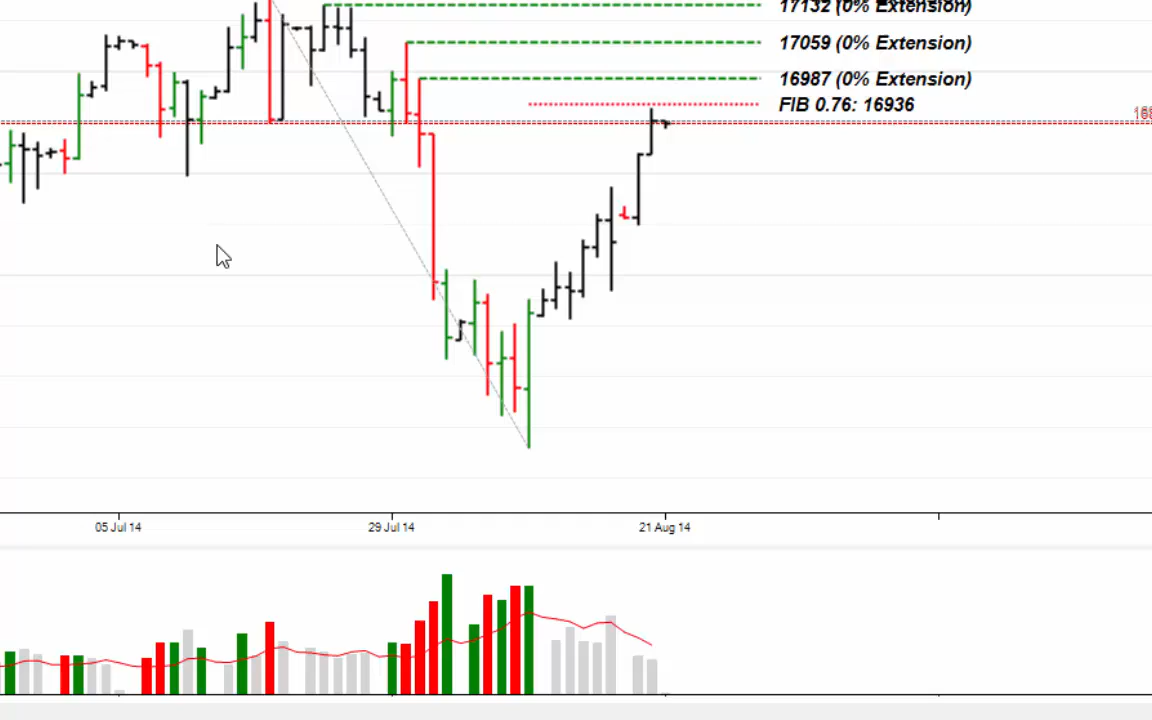 17132 (0% Extension)
17059 (0% Extension)
16987 (0% Extension)
FIB 0.76: 16936
05 Jul 14
29 Jul 14
21 Aug 14